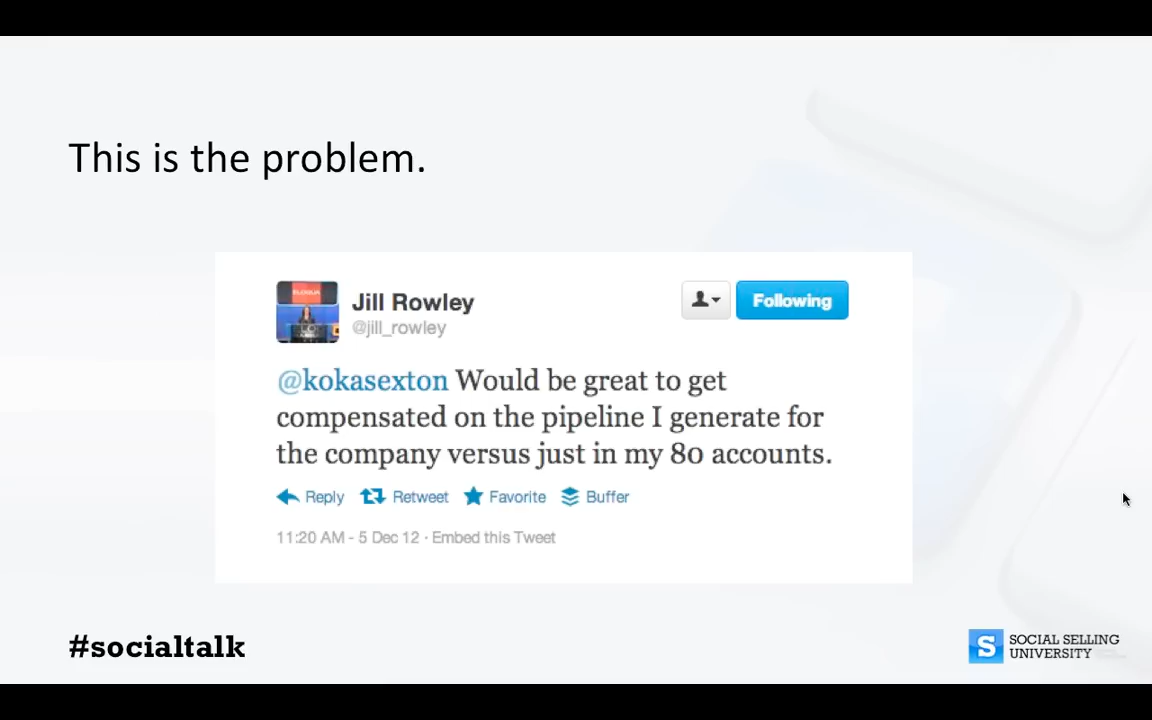 This is the problem.
Jill Rowley
@jill_rowley
Following
@kokasexton Would be great to get
compensated on the pipeline I generate for
the company versus just in my 80 accounts.
Reply Retweet Favorite Buffer
11:20 AM - 5 Dec 12 · Embed this Tweet
#socialtalk
S SOCIAL SELLING
UNIVERSITY